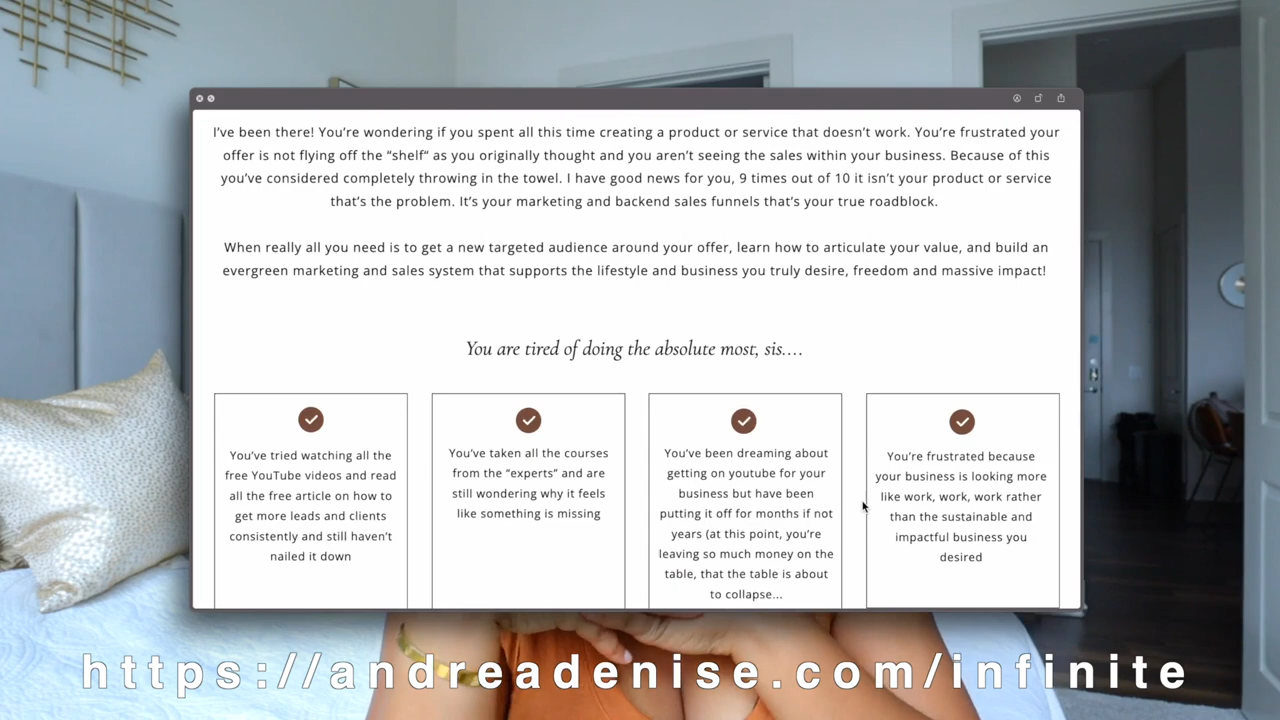 I’ve been there! You’re wondering if you spent all this time creating a product or service that doesn’t work. You’re frustrated your
offer is not flying off the “shelf” as you originally thought and you aren’t seeing the sales within your business. Because of this
you’ve considered completely throwing in the towel. I have good news for you, 9 times out of 10 it isn’t your product or service
that’s the problem. It’s your marketing and backend sales funnels that’s your true roadblock.
When really all you need is to get a new targeted audience around your offer, learn how to articulate your value, and build an
evergreen marketing and sales system that supports the lifestyle and business you truly desire, freedom and massive impact!
You are tired of doing the absolute most, sis....
You’ve tried watching all the
free YouTube videos and read
all the free article on how to
get more leads and clients
consistently and still haven’t
nailed it down
You’ve taken all the courses
from the “experts” and are
still wondering why it feels
like something is missing
You’ve been dreaming about
getting on youtube for your
business but have been
putting it off for months if not
years (at this point, you’re
leaving so much money on the
table, that the table is about
to collapse...
You’re frustrated because
your business is looking more
like work, work, work rather
than the sustainable and
impactful business you
desired
https://andreadenise.com/infinite